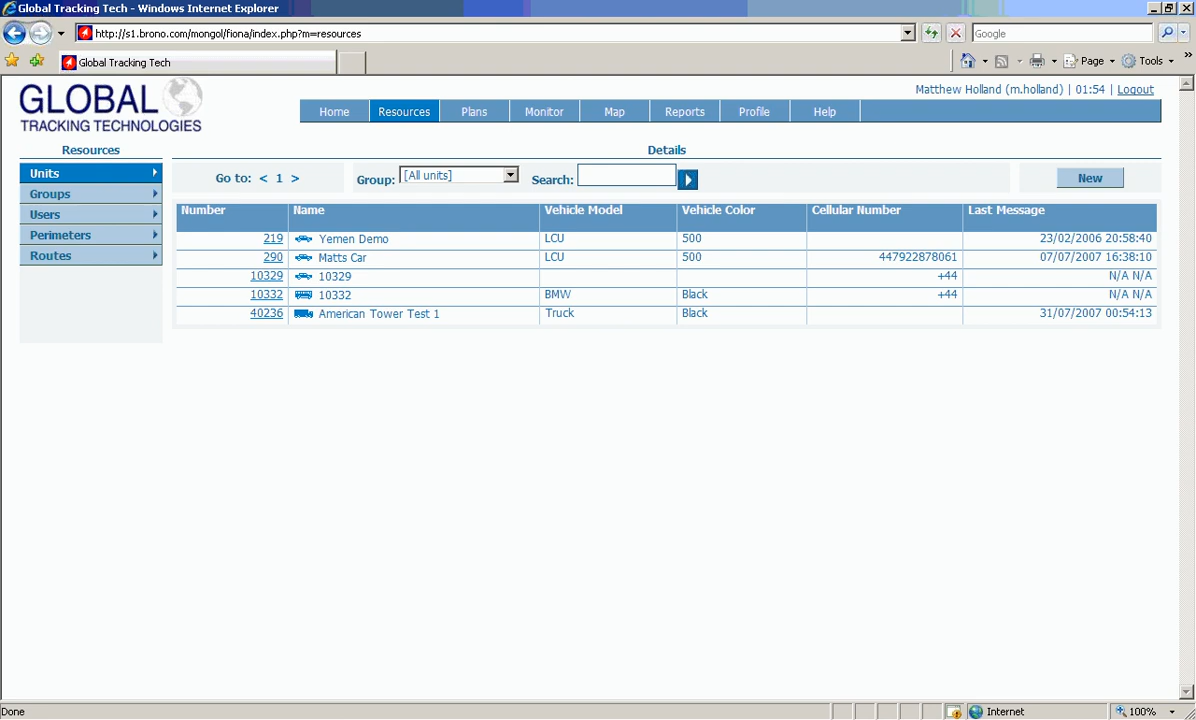 Global Tracking Tech - Windows Internet Explorer
http://s1.brono.com/mongol/fiona/index.php?m=resources
Google
Global Tracking Tech
Page
Tools
GLOBAL
TRACKING TECHNOLOGIES
Matthew Holland (m.holland) | 01:54 | Logout
Home Resources Plans Monitor Map Reports Profile Help
Resources
Details
Units
Groups
Users
Perimeters
Routes
Go to: < 1 > Group: [All units] Search: New
Number Name Vehicle Model Vehicle Color Cellular Number Last Message
219 Yemen Demo LCU 500 23/02/2006 20:58:40
290 Matts Car LCU 500 447922878061 07/07/2007 16:38:10
10329 10329 +44 N/A N/A
10332 10332 BMW Black +44 N/A N/A
40236 American Tower Test 1 Truck Black 31/07/2007 00:54:13
Done
Internet
100%